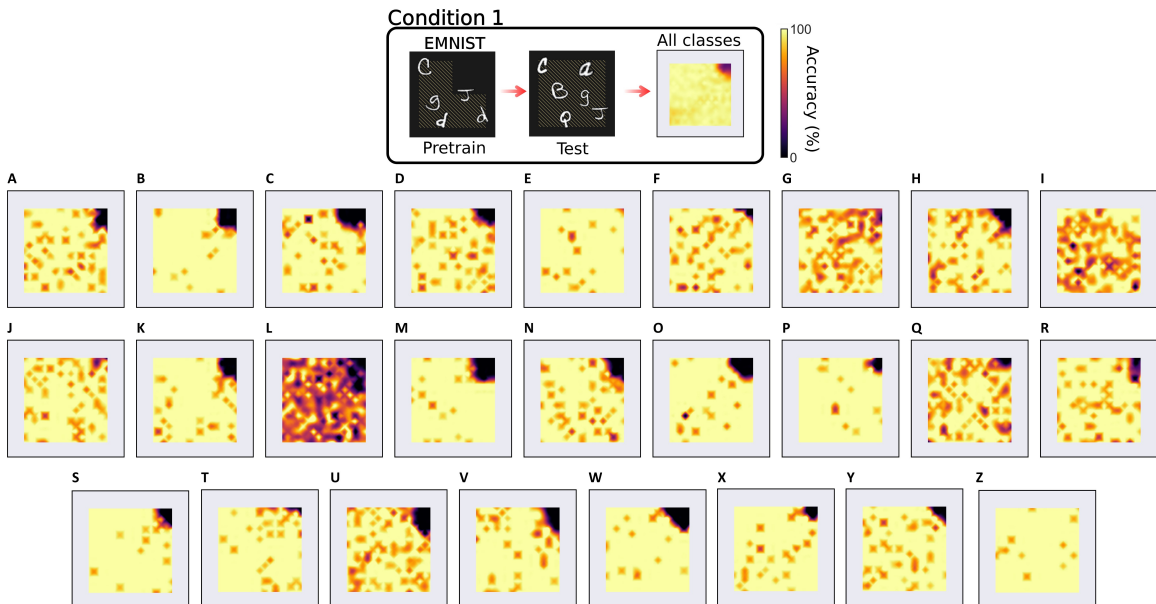 Condition 1
EMNIST
All classes
C
g
J
d
d
C
a
B
g
J
Q
Pretrain
Test
100
0
Accuracy (%)
A B C D E F G H I
J K L M N O P Q R
S T U V W X Y Z